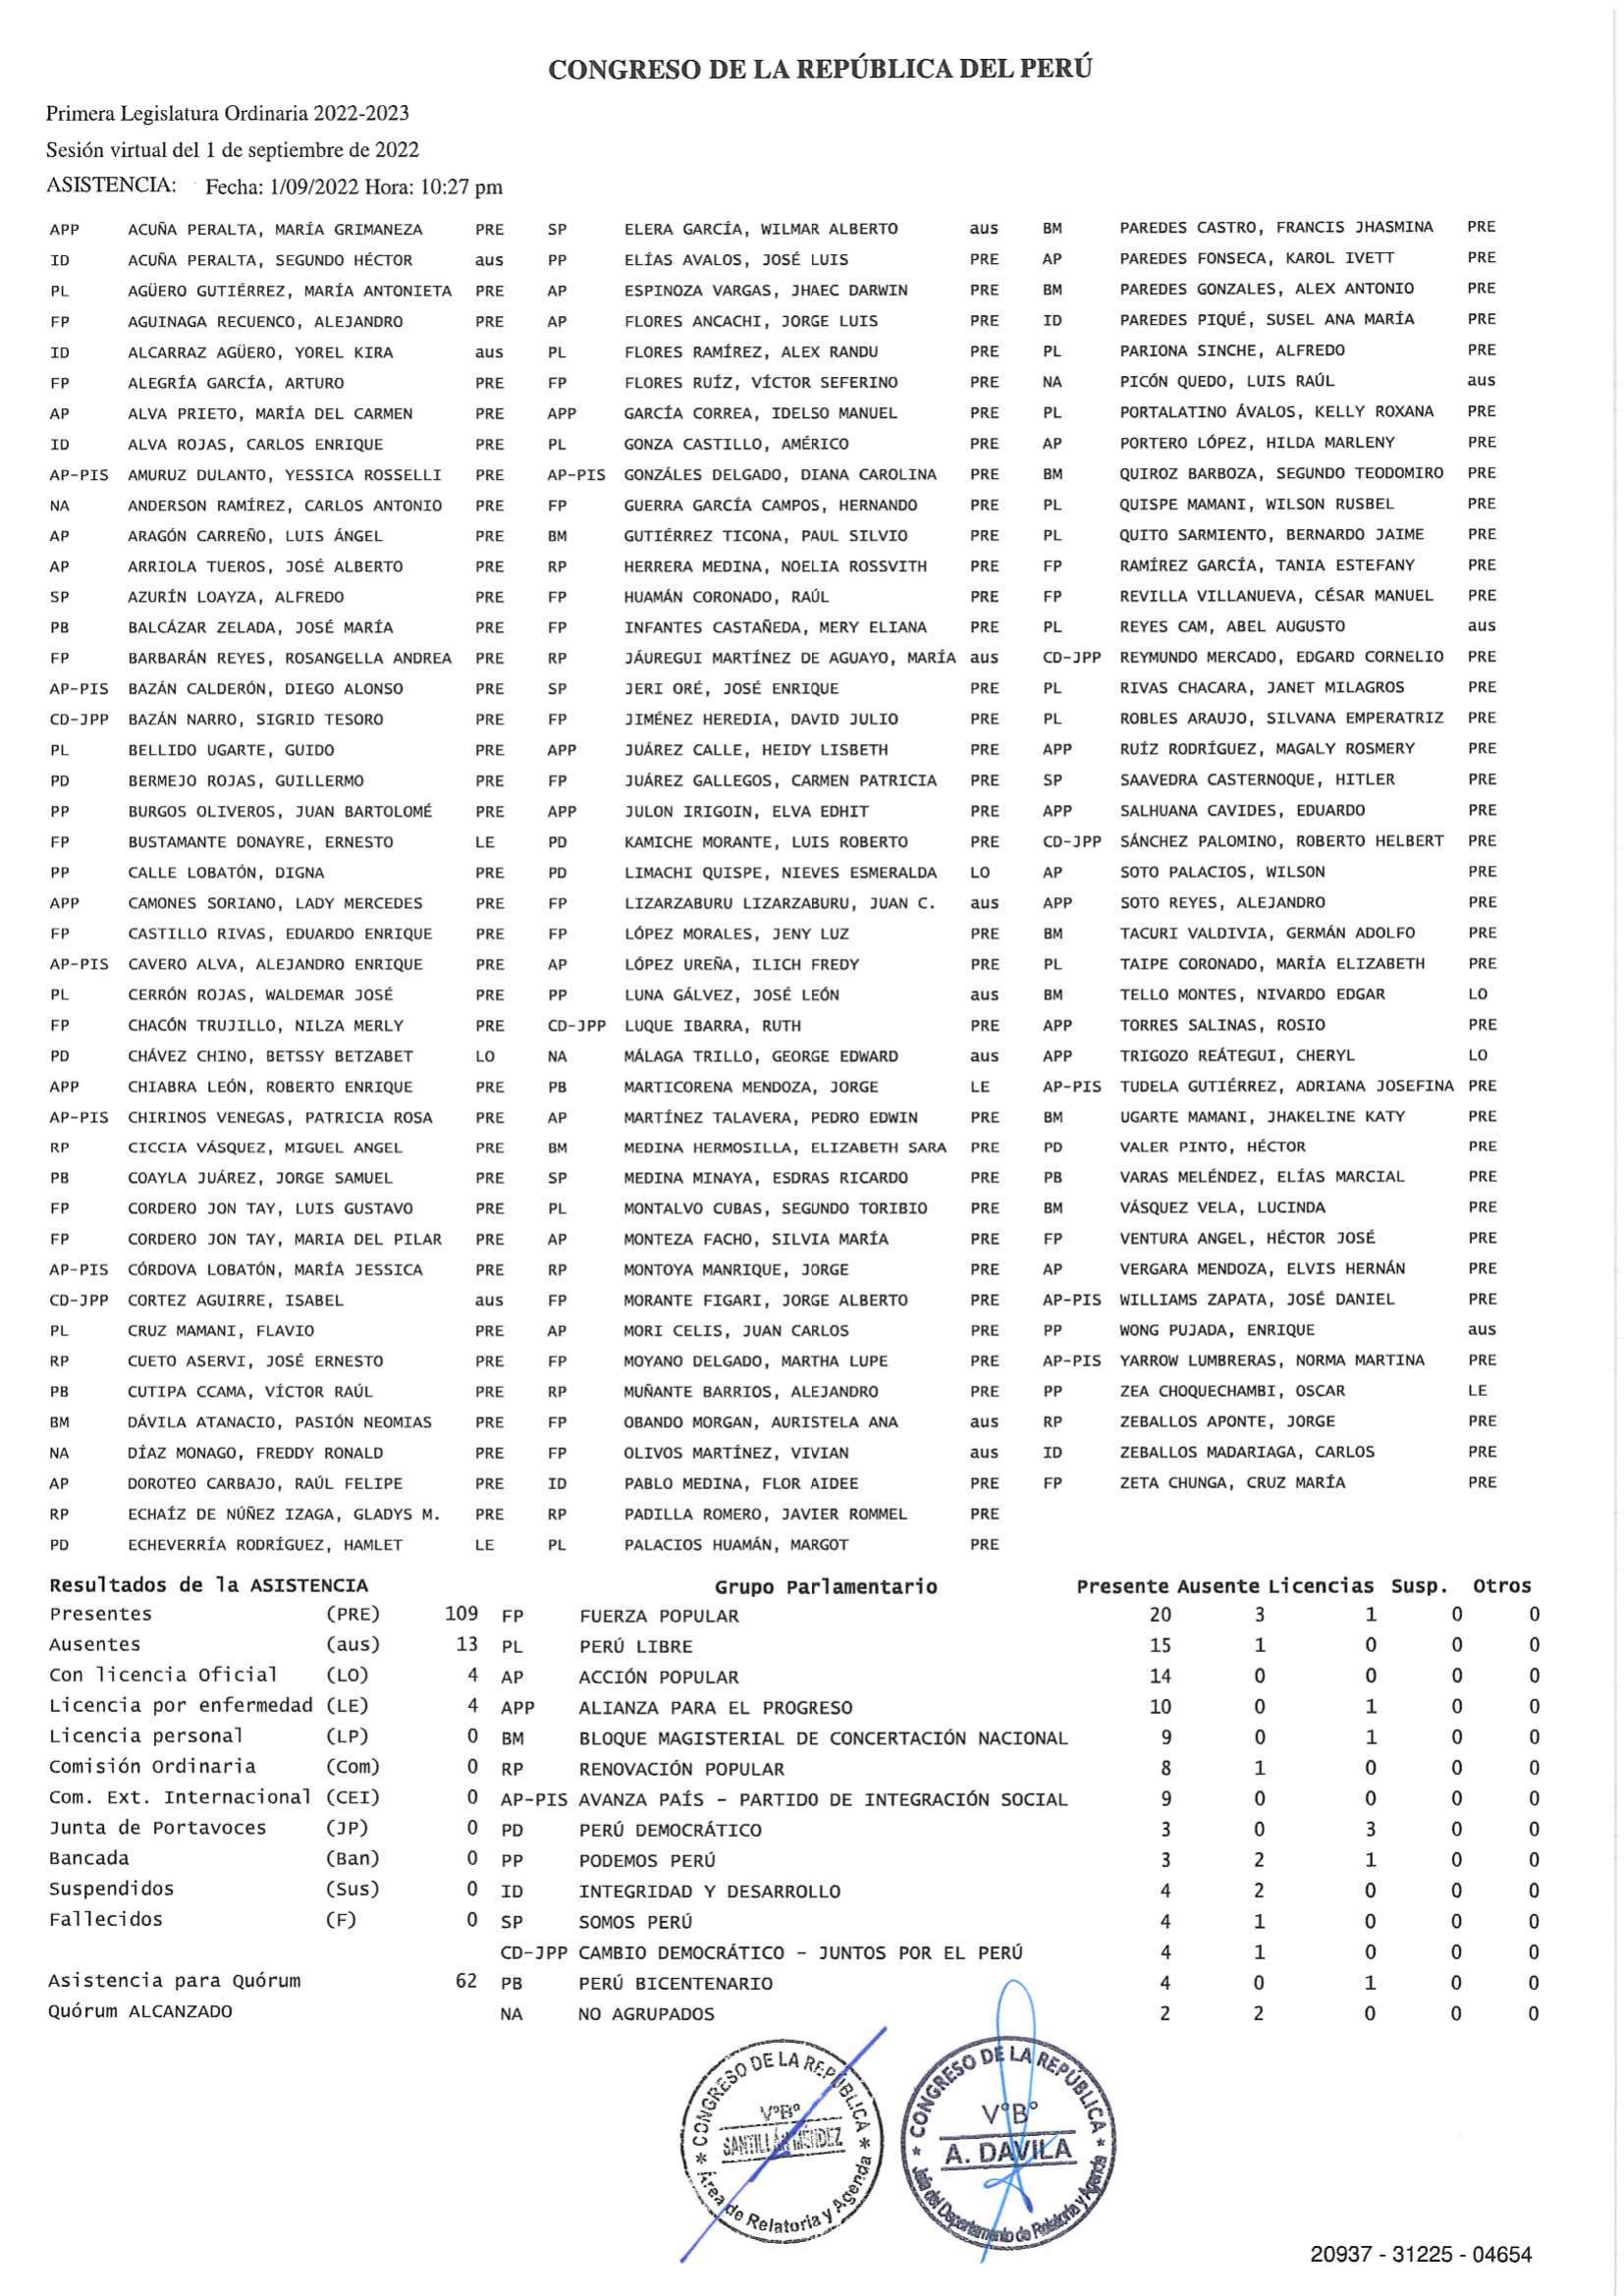 CONGRESO DE LA REPÚBLICA DEL PERÚ
Primera Legislatura Ordinaria 2022-2023
Sesión virtual del 1 de septiembre de 2022
ASISTENCIA: Fecha: 1/09/2022 Hora: 10:27 pm
APP ACUÑA PERALTA, MARÍA GRIMANEZA PRE SP ELERA GARCÍA, WILMAR ALBERTO aus BM PAREDES CASTRO, FRANCIS JHASMINA PRE
ID ACUÑA PERALTA, SEGUNDO HÉCTOR aus PP ELÍAS AVALOS, JOSÉ LUIS PRE AP PAREDES FONSECA, KAROL IVETT PRE
PL AGÜERO GUTIÉRREZ, MARÍA ANTONIETA PRE AP ESPINOZA VARGAS, JHAEC DARWIN PRE BM PAREDES GONZALES, ALEX ANTONIO PRE
FP AGUINAGA RECUENCO, ALEJANDRO PRE AP FLORES ANCACHI, JORGE LUIS PRE ID PAREDES PIQUÉ, SUSEL ANA MARÍA PRE
ID ALCARRAZ AGÜERO, YOREL KIRA aus PL FLORES RAMÍREZ, ALEX RANDU PRE PL PARIONA SINCHE, ALFREDO PRE
FP ALEGRÍA GARCÍA, ARTURO PRE FP FLORES RUÍZ, VÍCTOR SEFERINO PRE NA PICÓN QUEDO, LUIS RAÚL aus
AP ALVA PRIETO, MARÍA DEL CARMEN PRE APP GARCÍA CORREA, IDELSO MANUEL PRE PL PORTALATINO ÁVALOS, KELLY ROXANA PRE
ID ALVA ROJAS, CARLOS ENRIQUE PRE PL GONZA CASTILLO, AMÉRICO PRE AP PORTERO LÓPEZ, HILDA MARLENY PRE
AP-PIS AMURUZ DULANTO, YESSICA ROSSELLI PRE AP-PIS GONZÁLES DELGADO, DIANA CAROLINA PRE BM QUIROZ BARBOZA, SEGUNDO TEODOMIRO PRE
NA ANDERSON RAMÍREZ, CARLOS ANTONIO PRE FP GUERRA GARCÍA CAMPOS, HERNANDO PRE PL QUISPE MAMANI, WILSON RUSBEL PRE
AP ARAGÓN CARREÑO, LUIS ÁNGEL PRE BM GUTIÉRREZ TICONA, PAUL SILVIO PRE PL QUITO SARMIENTO, BERNARDO JAIME PRE
AP ARRIOLA TUEROS, JOSÉ ALBERTO PRE RP HERRERA MEDINA, NOELIA ROSSVITH PRE FP RAMÍREZ GARCÍA, TANIA ESTEFANY PRE
SP AZURÍN LOAYZA, ALFREDO PRE FP HUAMÁN CORONADO, RAÚL PRE FP REVILLA VILLANUEVA, CÉSAR MANUEL PRE
PB BALCÁZAR ZELADA, JOSÉ MARÍA PRE FP INFANTES CASTAÑEDA, MERY ELIANA PRE PL REYES CAM, ABEL AUGUSTO aus
FP BARBARÁN REYES, ROSANGELLA ANDREA PRE RP JÁUREGUI MARTÍNEZ DE AGUAYO, MARÍA aus CD-JPP REYMUNDO MERCADO, EDGARD CORNELIO PRE
AP-PIS BAZÁN CALDERÓN, DIEGO ALONSO PRE SP JERI ORÉ, JOSÉ ENRIQUE PRE PL RIVAS CHACARA, JANET MILAGROS PRE
CD-JPP BAZÁN NARRO, SIGRID TESORO PRE FP JIMÉNEZ HEREDIA, DAVID JULIO PRE PL ROBLES ARAUJO, SILVANA EMPERATRIZ PRE
PL BELLIDO UGARTE, GUIDO PRE APP JUÁREZ CALLE, HEIDY LISBETH PRE APP RUÍZ RODRÍGUEZ, MAGALY ROSMERY PRE
PD BERMEJO ROJAS, GUILLERMO PRE FP JUÁREZ GALLEGOS, CARMEN PATRICIA PRE SP SAAVEDRA CASTERNOQUE, HITLER PRE
PP BURGOS OLIVEROS, JUAN BARTOLOMÉ PRE APP JULON IRIGOIN, ELVA EDHIT PRE APP SALHUANA CAVIDES, EDUARDO PRE
FP BUSTAMANTE DONAYRE, ERNESTO LE PD KAMICHE MORANTE, LUIS ROBERTO PRE CD-JPP SÁNCHEZ PALOMINO, ROBERTO HELBERT PRE
PP CALLE LOBATÓN, DIGNA PRE PD LIMACHI QUISPE, NIEVES ESMERALDA LO AP SOTO PALACIOS, WILSON PRE
APP CAMONES SORIANO, LADY MERCEDES PRE FP LIZARZABURU LIZARZABURU, JUAN C. aus APP SOTO REYES, ALEJANDRO PRE
FP CASTILLO RIVAS, EDUARDO ENRIQUE PRE FP LÓPEZ MORALES, JENY LUZ PRE BM TACURI VALDIVIA, GERMÁN ADOLFO PRE
AP-PIS CAVERO ALVA, ALEJANDRO ENRIQUE PRE AP LÓPEZ UREÑA, ILICH FREDY PRE PL TAIPE CORONADO, MARÍA ELIZABETH PRE
PL CERRÓN ROJAS, WALDEMAR JOSÉ PRE PP LUNA GÁLVEZ, JOSÉ LEÓN aus BM TELLO MONTES, NIVARDO EDGAR LO
FP CHACÓN TRUJILLO, NILZA MERLY PRE CD-JPP LUQUE IBARRA, RUTH PRE APP TORRES SALINAS, ROSIO PRE
PD CHÁVEZ CHINO, BETSSY BETZABET LO NA MÁLAGA TRILLO, GEORGE EDWARD aus APP TRIGOZO REÁTEGUI, CHERYL LO
APP CHIABRA LEÓN, ROBERTO ENRIQUE PRE PB MARTICORENA MENDOZA, JORGE LE AP-PIS TUDELA GUTIÉRREZ, ADRIANA JOSEFINA PRE
AP-PIS CHIRINOS VENEGAS, PATRICIA ROSA PRE AP MARTÍNEZ TALAVERA, PEDRO EDWIN PRE BM UGARTE MAMANI, JHAKELINE KATY PRE
RP CICCIA VÁSQUEZ, MIGUEL ANGEL PRE BM MEDINA HERMOSILLA, ELIZABETH SARA PRE PD VALER PINTO, HÉCTOR PRE
PB COAYLA JUÁREZ, JORGE SAMUEL PRE SP MEDINA MINAYA, ESDRAS RICARDO PRE PB VARAS MELÉNDEZ, ELÍAS MARCIAL PRE
FP CORDERO JON TAY, LUIS GUSTAVO PRE PL MONTALVO CUBAS, SEGUNDO TORIBIO PRE BM VÁSQUEZ VELA, LUCINDA PRE
FP CORDERO JON TAY, MARIA DEL PILAR PRE AP MONTEZA FACHO, SILVIA MARÍA PRE FP VENTURA ANGEL, HÉCTOR JOSÉ PRE
AP-PIS CÓRDOVA LOBATÓN, MARÍA JESSICA PRE RP MONTOYA MANRIQUE, JORGE PRE AP VERGARA MENDOZA, ELVIS HERNÁN PRE
CD-JPP CORTEZ AGUIRRE, ISABEL aus FP MORANTE FIGARI, JORGE ALBERTO PRE AP-PIS WILLIAMS ZAPATA, JOSÉ DANIEL PRE
PL CRUZ MAMANI, FLAVIO PRE AP MORI CELIS, JUAN CARLOS PRE PP WONG PUJADA, ENRIQUE aus
RP CUETO ASERVI, JOSÉ ERNESTO PRE FP MOYANO DELGADO, MARTHA LUPE PRE AP-PIS YARROW LUMBRERAS, NORMA MARTINA PRE
PB CUTIPA CCAMA, VÍCTOR RAÚL PRE RP MUÑANTE BARRIOS, ALEJANDRO PRE PP ZEA CHOQUECHAMBI, OSCAR LE
BM DÁVILA ATANACIO, PASIÓN NEOMIAS PRE FP OBANDO MORGAN, AURISTELA ANA aus RP ZEBALLOS APONTE, JORGE PRE
NA DÍAZ MONAGO, FREDDY RONALD PRE FP OLIVOS MARTÍNEZ, VIVIAN aus ID ZEBALLOS MADARIAGA, CARLOS PRE
AP DOROTEO CARBAJO, RAÚL FELIPE PRE ID PABLO MEDINA, FLOR AIDEE PRE FP ZETA CHUNGA, CRUZ MARÍA PRE
RP ECHAÍZ DE NÚÑEZ IZAGA, GLADYS M. PRE RP PADILLA ROMERO, JAVIER ROMMEL PRE
PD ECHEVERRÍA RODRÍGUEZ, HAMLET LE PL PALACIOS HUAMÁN, MARGOT PRE
Resultados de la ASISTENCIA Grupo Parlamentario Presente Ausente Licencias Susp. Otros
Presentes (PRE) 109 FP FUERZA POPULAR 20 3 1 0 0
Ausentes (aus) 13 PL PERÚ LIBRE 15 1 0 0 0
Con licencia Oficial (LO) 4 AP ACCIÓN POPULAR 14 0 0 0 0
Licencia por enfermedad (LE) 4 APP ALIANZA PARA EL PROGRESO 10 0 1 0 0
Licencia personal (LP) 0 BM BLOQUE MAGISTERIAL DE CONCERTACIÓN NACIONAL 9 0 1 0 0
Comisión Ordinaria (Com) 0 RP RENOVACIÓN POPULAR 8 1 0 0 0
Com. Ext. Internacional (CEI) 0 AP-PIS AVANZA PAÍS - PARTIDO DE INTEGRACIÓN SOCIAL 9 0 0 0 0
Junta de Portavoces (JP) 0 PD PERÚ DEMOCRÁTICO 3 0 3 0 0
Bancada (Ban) 0 PP PODEMOS PERÚ 3 2 1 0 0
Suspendidos (Sus) 0 ID INTEGRIDAD Y DESARROLLO 4 2 0 0 0
Fallecidos (F) 0 SP SOMOS PERÚ 4 1 0 0 0
CD-JPP CAMBIO DEMOCRÁTICO - JUNTOS POR EL PERÚ 4 1 0 0 0
Asistencia para Quórum 62 PB PERÚ BICENTENARIO 4 0 1 0 0
Quórum ALCANZADO NA NO AGRUPADOS 2 2 0 0 0
* CONGRESO DE LA REPÚBLICA *
V°B°
SANTILLÁN MÉNDEZ
Área de Relatoría y Agenda
* CONGRESO DE LA REPÚBLICA *
V°B°
A. DAVILA
Jefa del Departamento de Relatoría y Agenda
20937 - 31225 - 04654